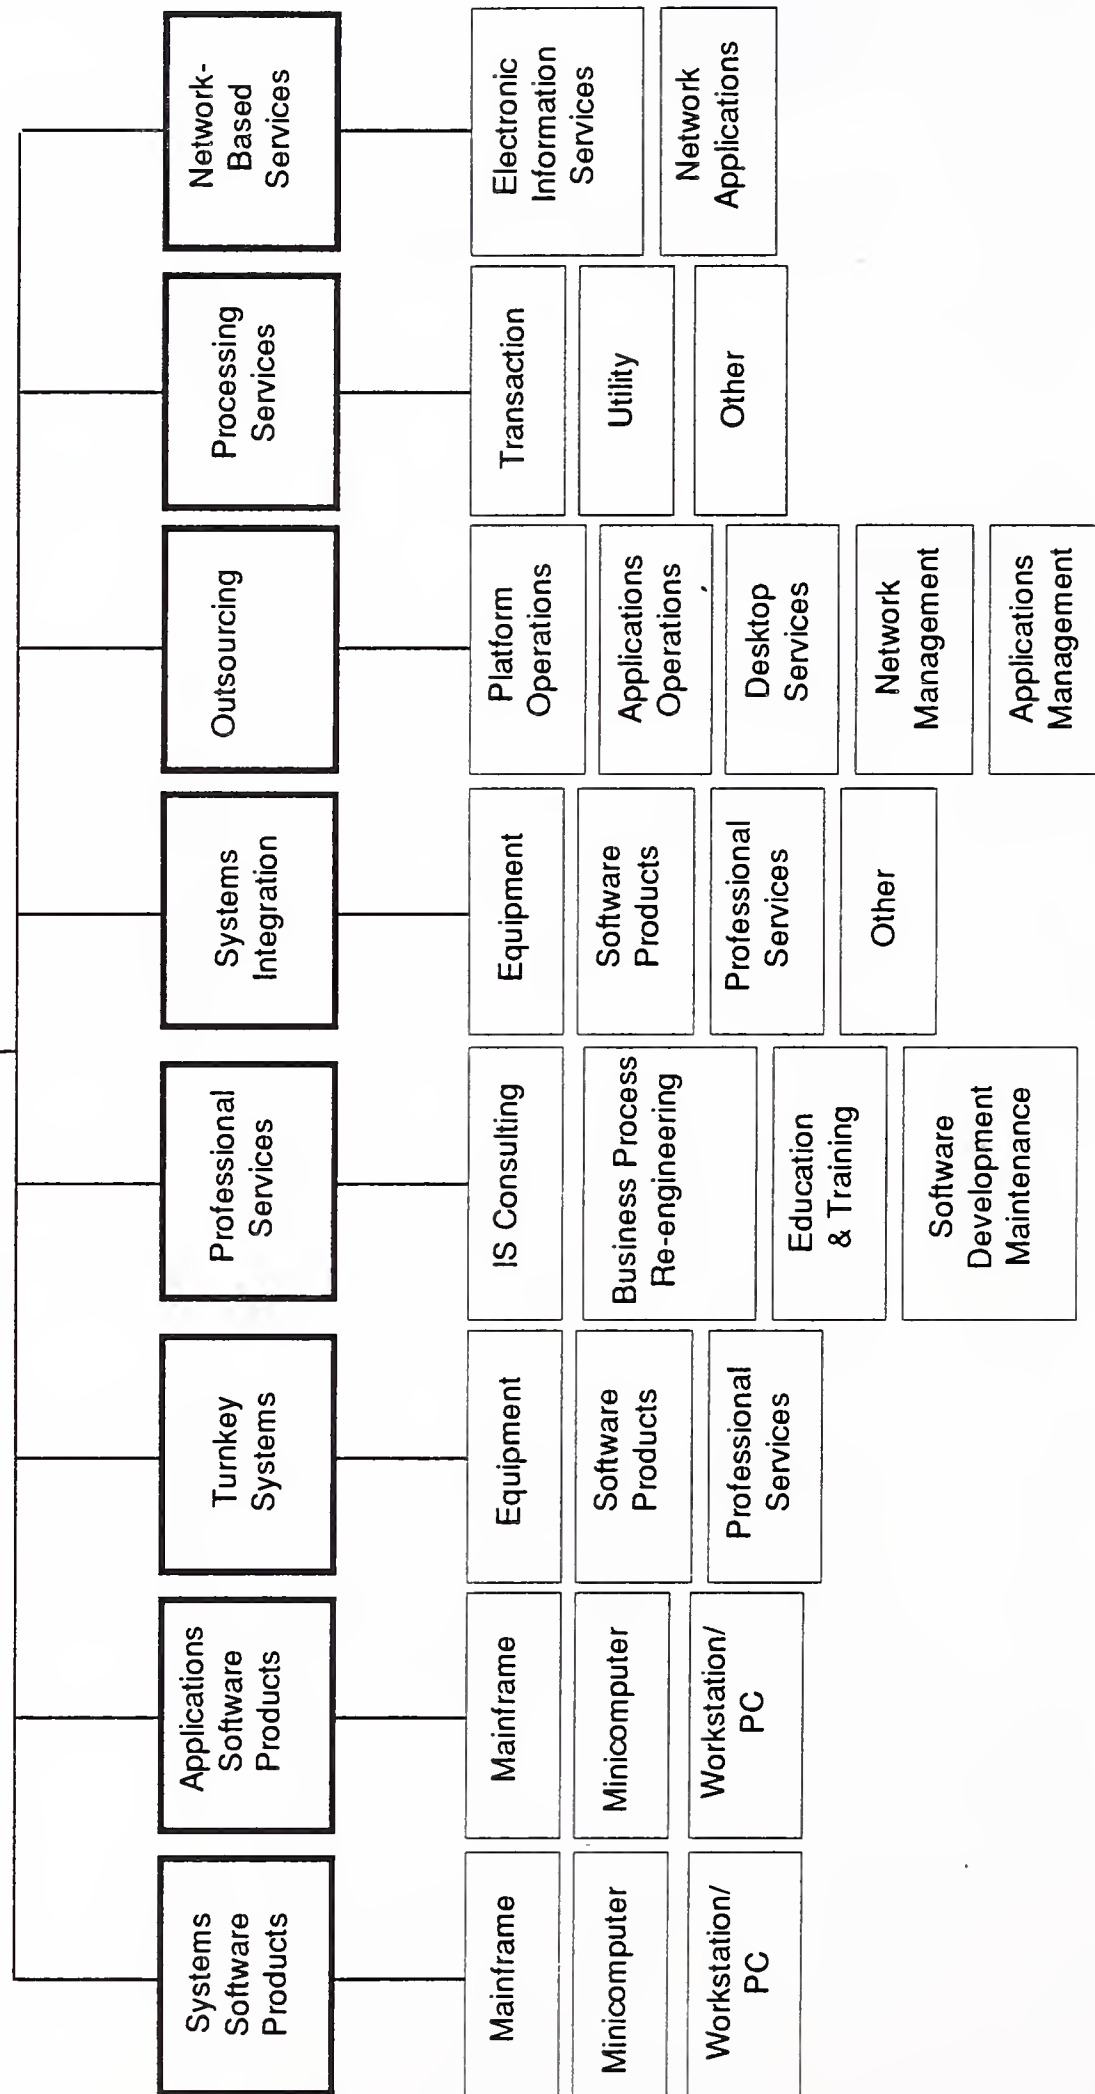 Systems
Software
Products
Mainframe
Minicomputer
Workstation/
PC
Applications
Software
Products
Mainframe
Minicomputer
Workstation/
PC
Turnkey
Systems
Equipment
Software
Products
Professional
Services
Professional
Services
IS Consulting
Business Process
Re-engineering
Education
& Training
Software
Development
Maintenance
Systems
Integration
Equipment
Software
Products
Professional
Services
Other
Outsourcing
Platform
Operations
Applications
Operations
Desktop
Services
Network
Management
Applications
Management
Processing
Services
Transaction
Utility
Other
Network-
Based
Services
Electronic
Information
Services
Network
Applications